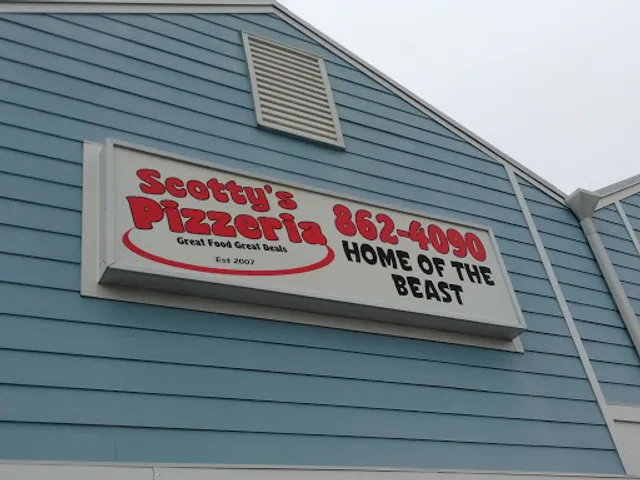 Scotty's
Pizzeria
Great Food Great Deals
Est 2007
862-4090
HOME OF THE
BEAST